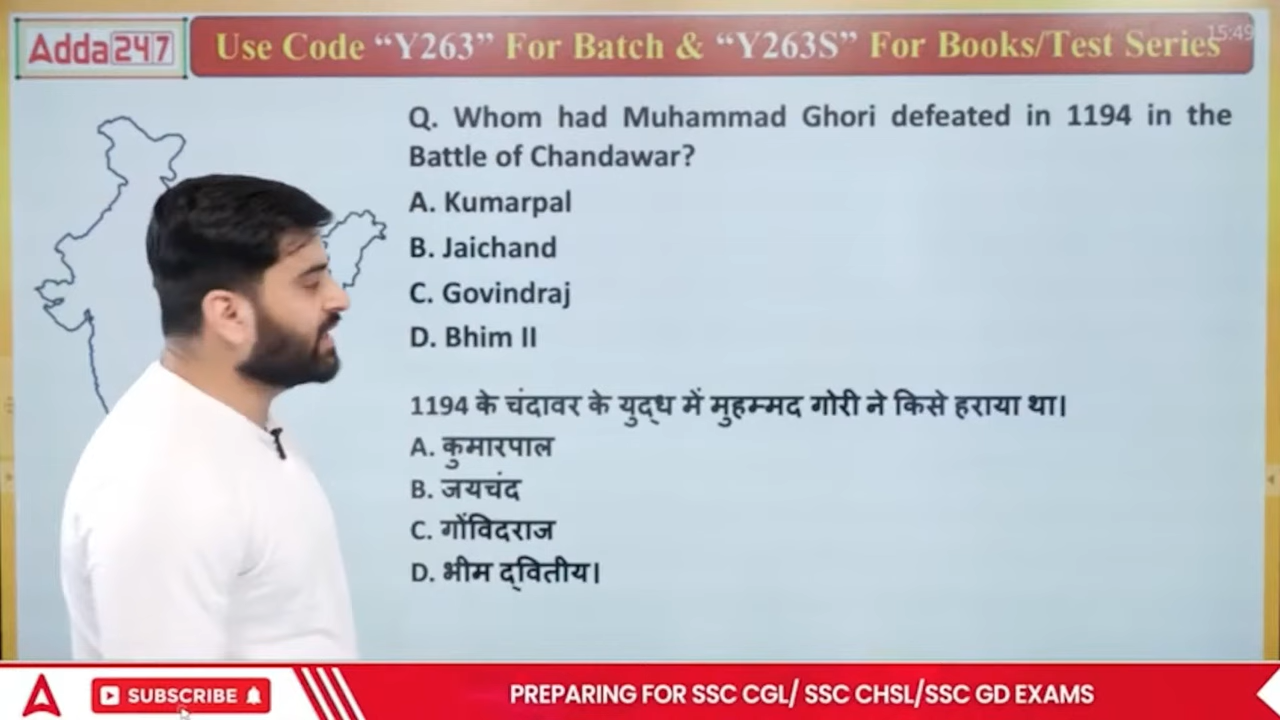 Adda247
Use Code “Y263” For Batch & “Y263S” For Books/Test Series
15:49
Q. Whom had Muhammad Ghori defeated in 1194 in the
Battle of Chandawar?
A. Kumarpal
B. Jaichand
C. Govindraj
D. Bhim II
1194 के चंदावर के युद्ध में मुहम्मद गोरी ने किसे हराया था।
A. कुमारपाल
B. जयचंद
C. गोंविदराज
D. भीम द्वितीय।
SUBSCRIBE
PREPARING FOR SSC CGL/ SSC CHSL/SSC GD EXAMS